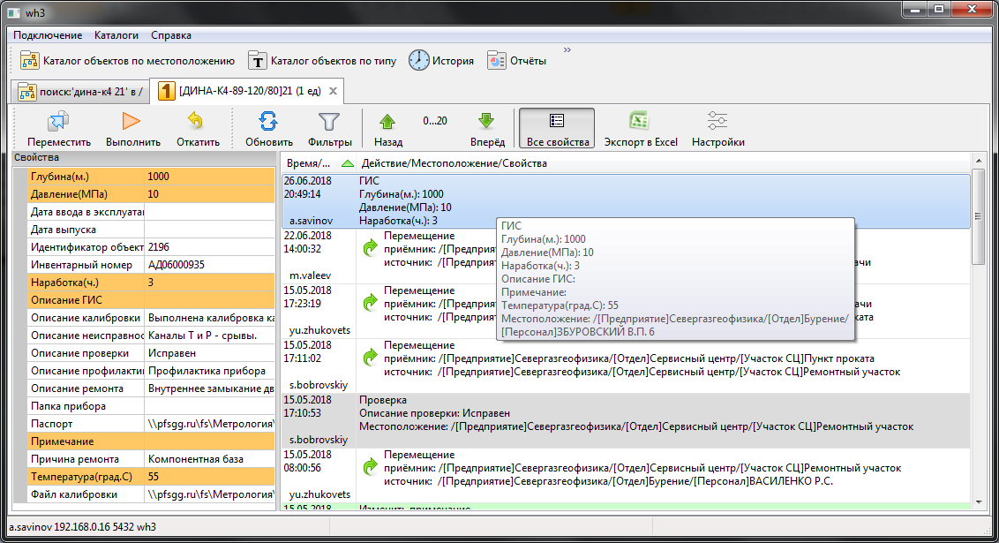 wh3
Подключение Каталоги Справка
Каталог объектов по местоположению T Каталог объектов по типу История Отчёты »
поиск:'дина-к4 21' в / 1 [ДИНА-К4-89-120/80]21 (1 ед)
Переместить Выполнить Откатить Обновить Фильтры Назад 0...20 Вперёд Все свойства Экспорт в Excel Настройки
Свойства
Глубина(м.) 1000
Давление(МПа) 10
Дата ввода в эксплуата
Дата выпуска
Идентификатор объект 2196
Инвентарный номер АД06000935
Наработка(ч.) 3
Описание ГИС
Описание калибровки Выполнена калибровка ка
Описание неисправнос Каналы Т и Р - срывы.
Описание проверки Исправен
Описание профилакти Профилактика прибора
Описание ремонта Внутреннее замыкание дв
Папка прибора
Паспорт \\pfsgg.ru\fs\Метрология\
Примечание
Причина ремонта Компонентная база
Температура(град.С) 55
Файл калибровки \\pfsgg.ru\fs\Метрология\
Время/... Действие/Местоположение/Свойства
26.06.2018 ГИС
20:49:14 Глубина(м.): 1000
Давление(МПа): 10
a.savinov Наработка(ч.): 3
22.06.2018 Перемещение
14:00:32 приёмник: /[Предприят
источник: /[Предприят ачи
m.valeev
15.05.2018 Перемещение
17:23:19 приёмник: /[Предприят ачи
источник: /[Предприят ката
yu.zhukovets
ГИС
Глубина(м.): 1000
Давление(МПа): 10
Наработка(ч.): 3
Описание ГИС:
Примечание:
Температура(град.С): 55
Местоположение: /[Предприятие]Севергазгеофизика/[Отдел]Бурение/
[Персонал]ЗБУРОВСКИЙ В.П. 6
15.05.2018 Перемещение
17:11:02 приёмник: /[Предприятие]Севергазгеофизика/[Отдел]Сервисный центр/[Участок СЦ]Пункт проката
источник: /[Предприятие]Севергазгеофизика/[Отдел]Сервисный центр/[Участок СЦ]Ремонтный участок
s.bobrovskiy
15.05.2018 Проверка
17:10:53 Описание проверки: Исправен
Местоположение: /[Предприятие]Севергазгеофизика/[Отдел]Сервисный центр/[Участок СЦ]Ремонтный участок
s.bobrovskiy
15.05.2018 Перемещение
08:00:56 приёмник: /[Предприятие]Севергазгеофизика/[Отдел]Сервисный центр/[Участок СЦ]Ремонтный участок
источник: /[Предприятие]Севергазгеофизика/[Отдел]Бурение/[Персонал]ВАСИЛЕНКО Р.С.
yu.zhukovets
15.05.2018 Изменить примечание
a.savinov 192.168.0.16 5432 wh3